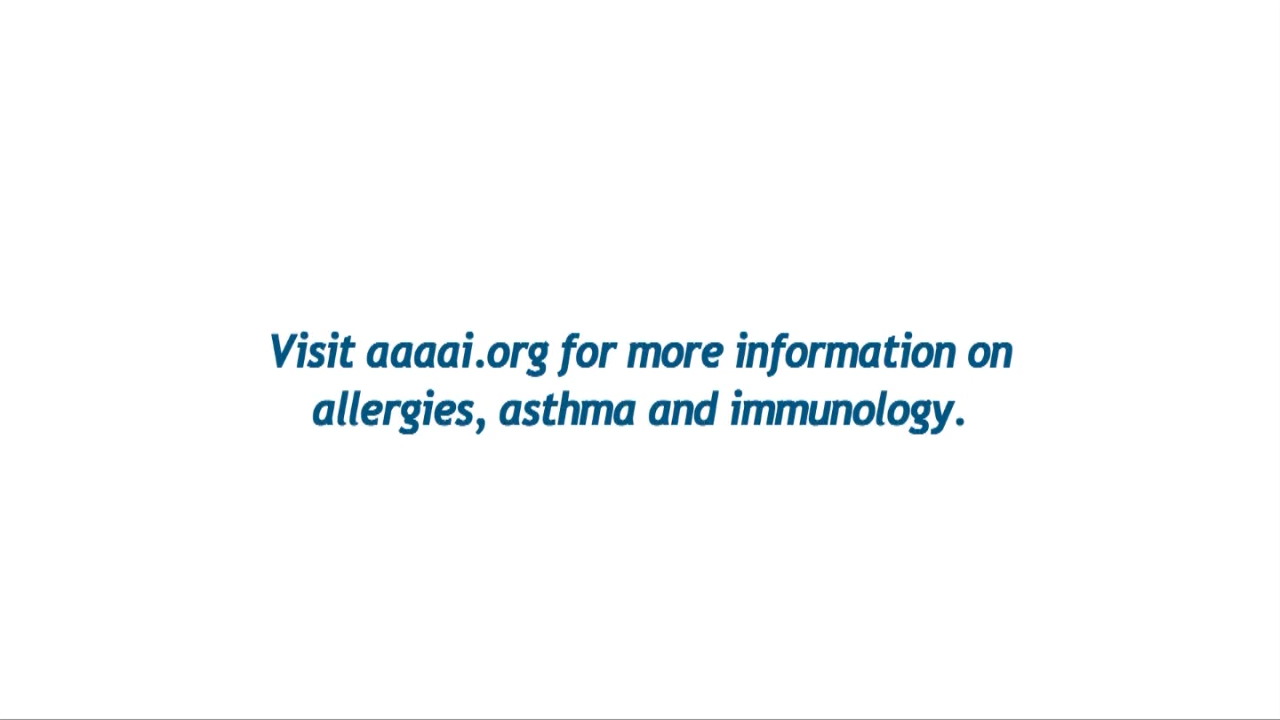 Visit aaaai.org for more information on
allergies, asthma and immunology.